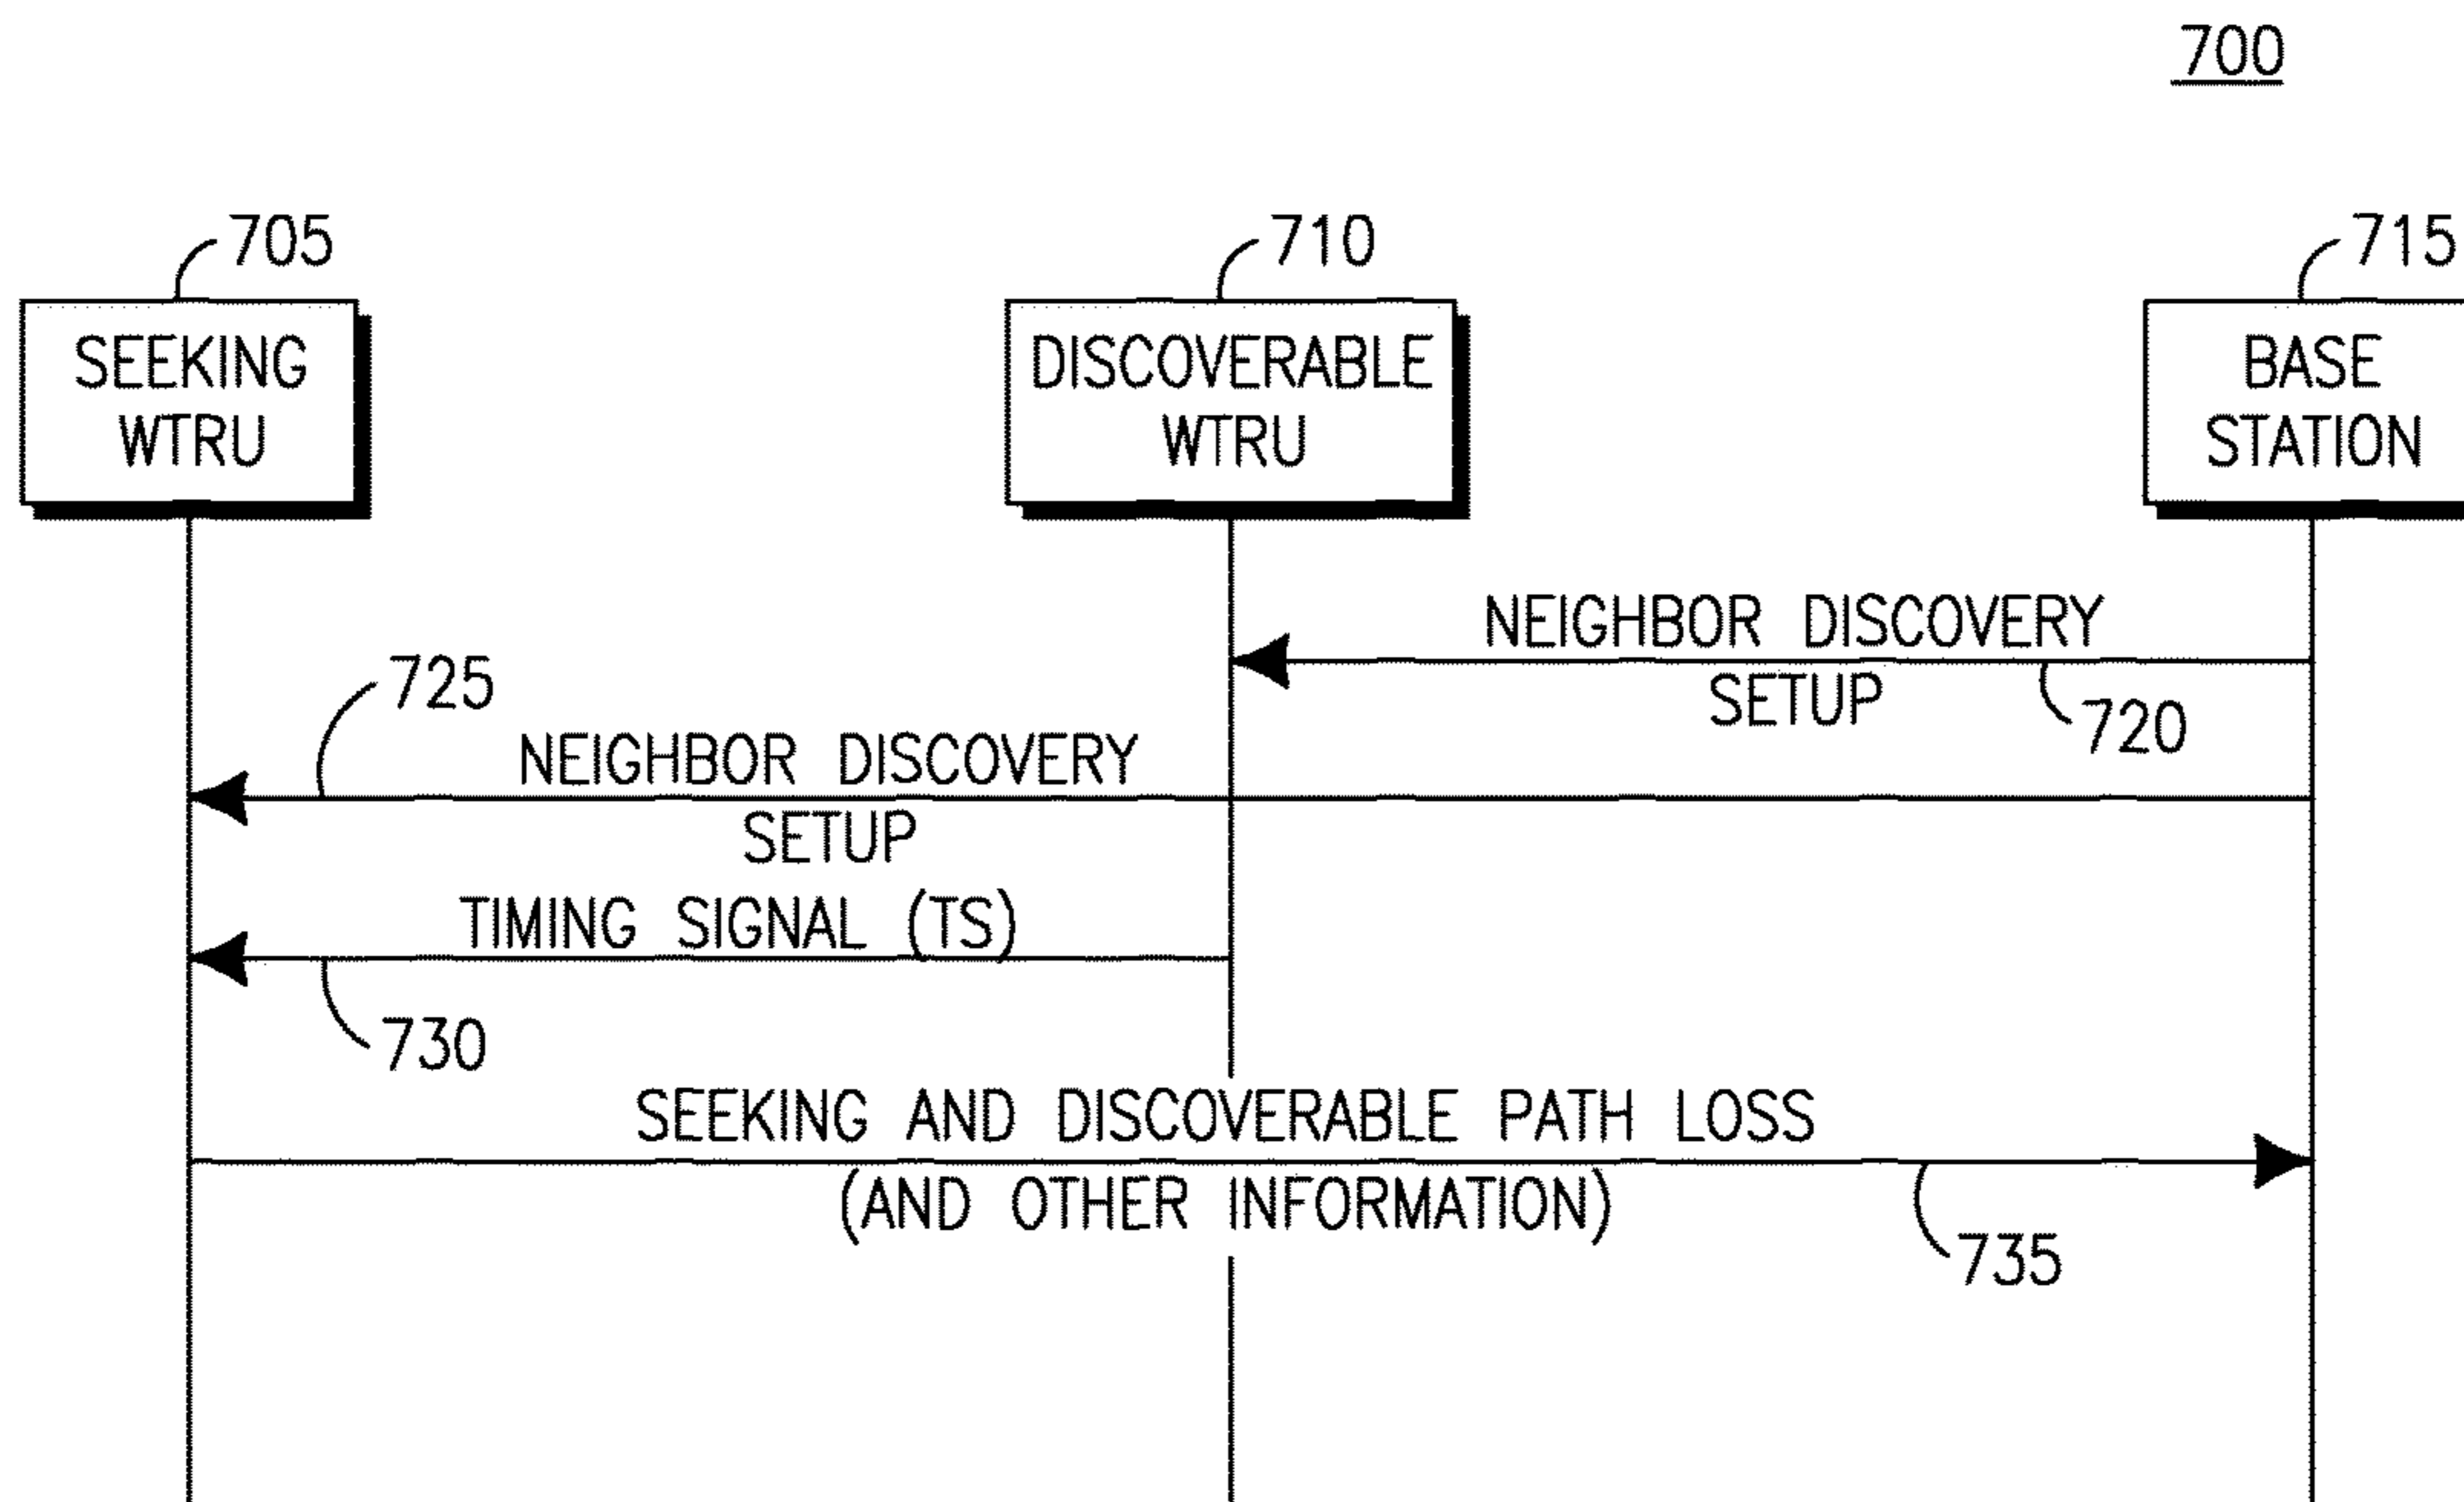 700
705
710
715
SEEKING
WTRU
DISCOVERABLE
WTRU
BASE
STATION
NEIGHBOR DISCOVERY
SETUP
720
725
NEIGHBOR DISCOVERY
SETUP
TIMING SIGNAL (TS)
730
SEEKING AND DISCOVERABLE PATH LOSS
(AND OTHER INFORMATION)
735